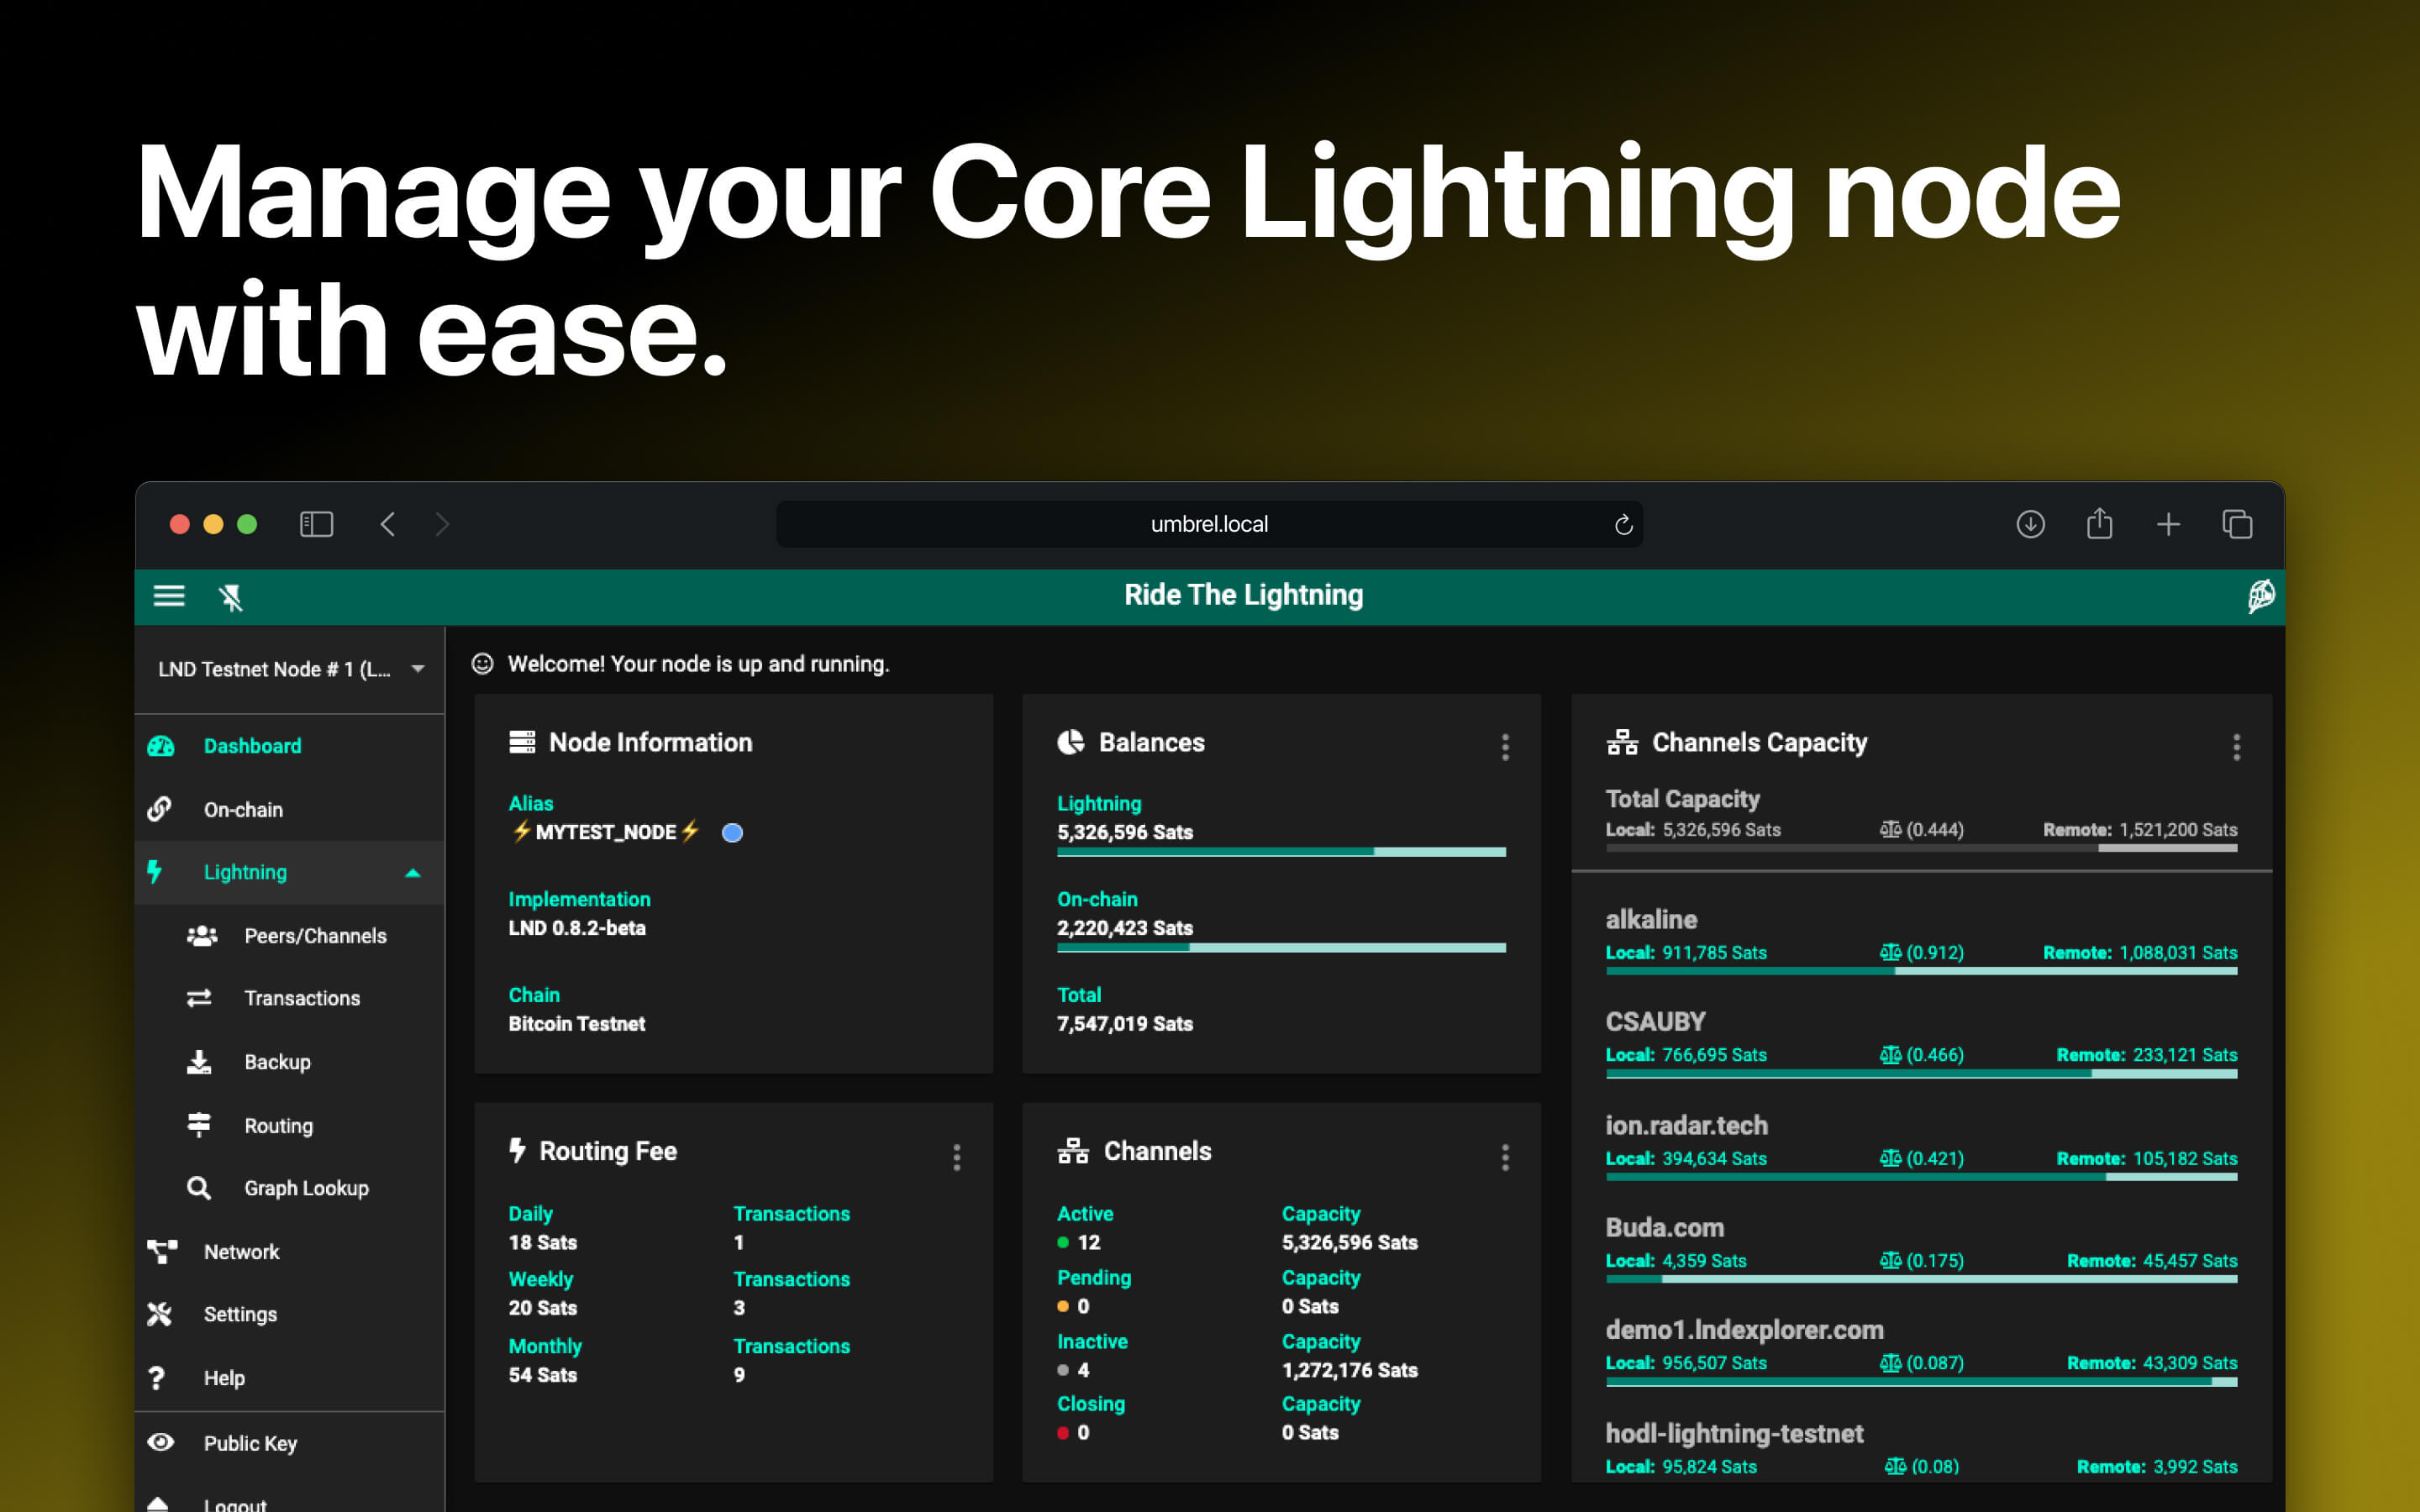 Manage your Core Lightning node
with ease.
umbrel.local
Ride The Lightning
LND Testnet Node # 1 (L...
Dashboard
On-chain
Lightning
Peers/Channels
Transactions
Backup
Routing
Graph Lookup
Network
Settings
Help
Public Key
Logout
Welcome! Your node is up and running.
Node Information
Alias
⚡MYTEST_NODE⚡
Implementation
LND 0.8.2-beta
Chain
Bitcoin Testnet
Balances
Lightning
5,326,596 Sats
On-chain
2,220,423 Sats
Total
7,547,019 Sats
Routing Fee
Daily Transactions
18 Sats 1
Weekly Transactions
20 Sats 3
Monthly Transactions
54 Sats 9
Channels
Active Capacity
12 5,326,596 Sats
Pending Capacity
0 0 Sats
Inactive Capacity
4 1,272,176 Sats
Closing Capacity
0 0 Sats
Channels Capacity
Total Capacity
Local: 5,326,596 Sats (0.444) Remote: 1,521,200 Sats
alkaline
Local: 911,785 Sats (0.912) Remote: 1,088,031 Sats
CSAUBY
Local: 766,695 Sats (0.466) Remote: 233,121 Sats
ion.radar.tech
Local: 394,634 Sats (0.421) Remote: 105,182 Sats
Buda.com
Local: 4,359 Sats (0.175) Remote: 45,457 Sats
demo1.lndexplorer.com
Local: 956,507 Sats (0.087) Remote: 43,309 Sats
hodl-lightning-testnet
Local: 95,824 Sats (0.08) Remote: 3,992 Sats